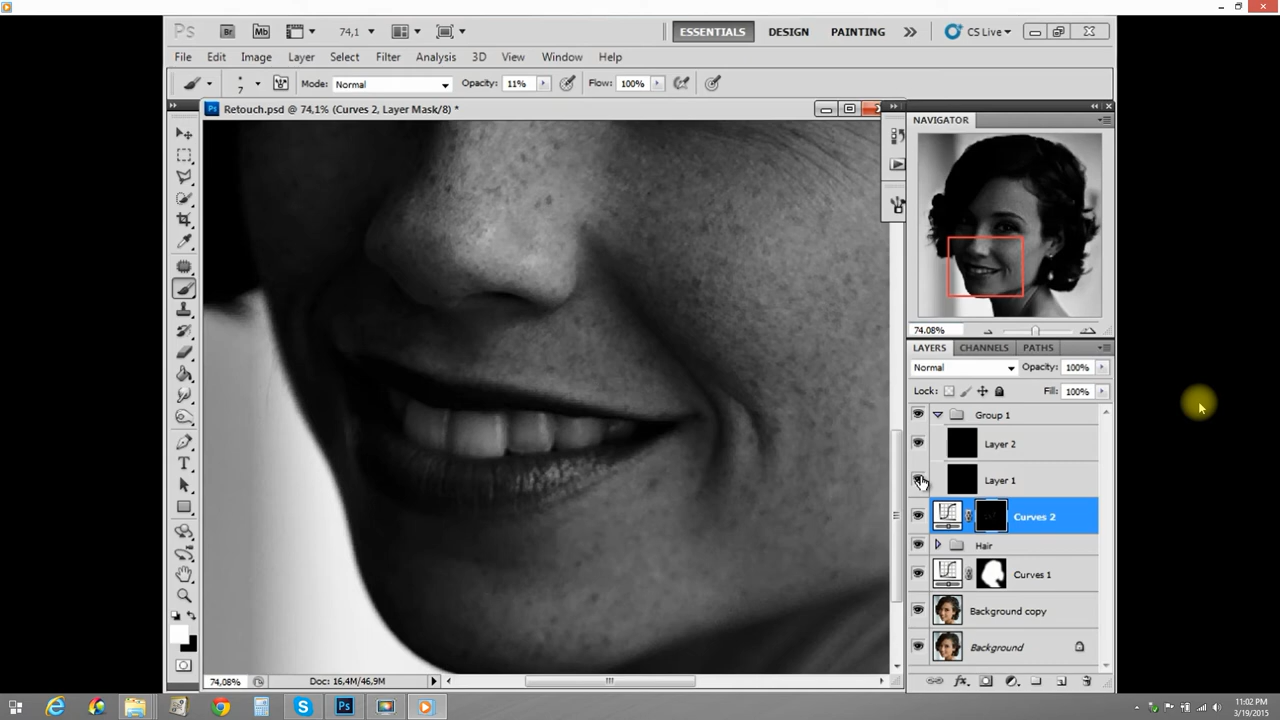 Ps Br Mb 74,1 ESSENTIALS DESIGN PAINTING CS Live
File Edit Image Layer Select Filter Analysis 3D View Window Help
7 Mode: Normal Opacity: 11% Flow: 100%
Ps Retouch.psd @ 74,1% (Curves 2, Layer Mask/8) *
NAVIGATOR
74.08%
LAYERS CHANNELS PATHS
Normal Opacity: 100%
Lock: Fill: 100%
Group 1
Layer 2
Layer 1
Curves 2
Hair
Curves 1
Background copy
Background
74,08% Doc: 16,4M/46,9M
11:02 PM
3/19/2015